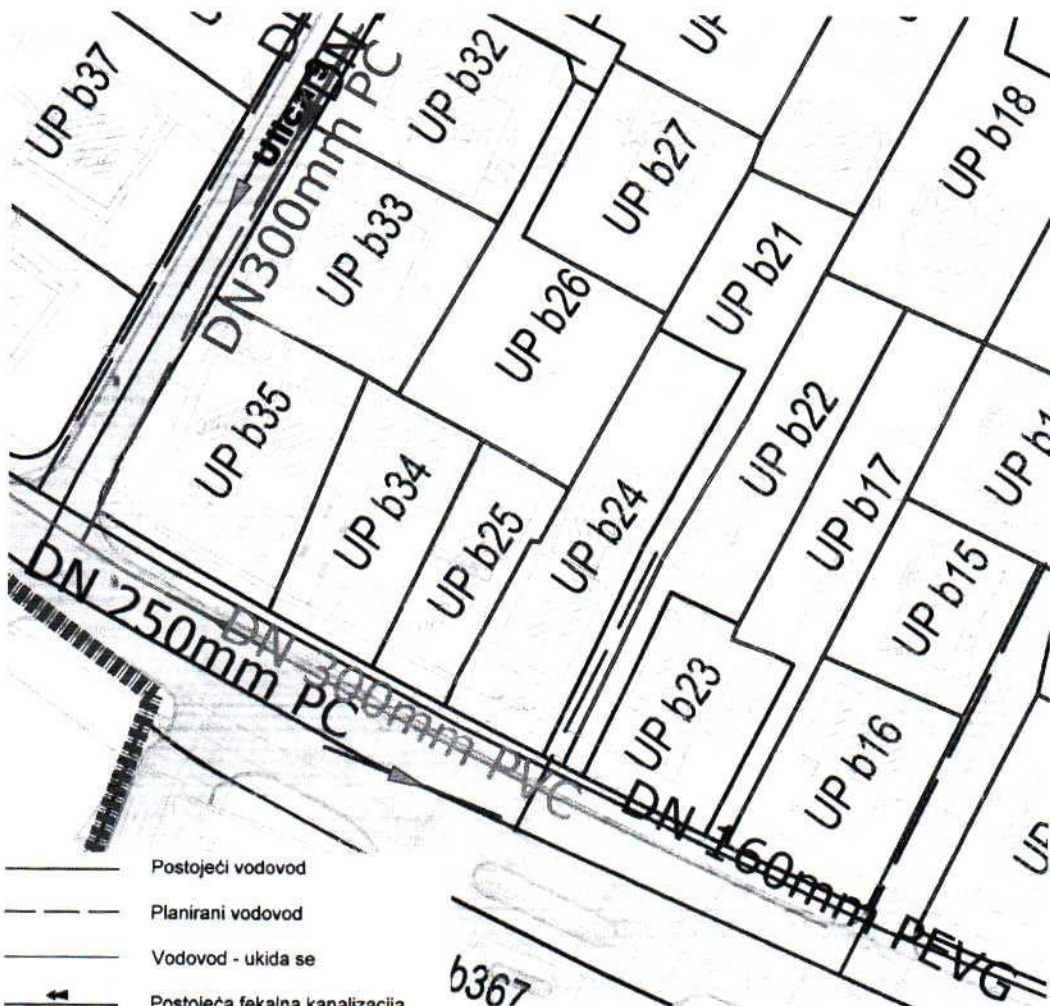 UP b37
UP b32
DN300mm PC
UP b33
UP b27
UP b18
UP b21
UP b26
UP b35
UP b34
UP b25
UP b24
UP b22
UP b17
UP b15
UP b23
UP b16
DN 250mm PC
DN 300mm PVC
DN 160mm PEVG
b367
Postojeći vodovod
Planirani vodovod
Vodovod - ukida se
Postojeća fekalna kanalizacija